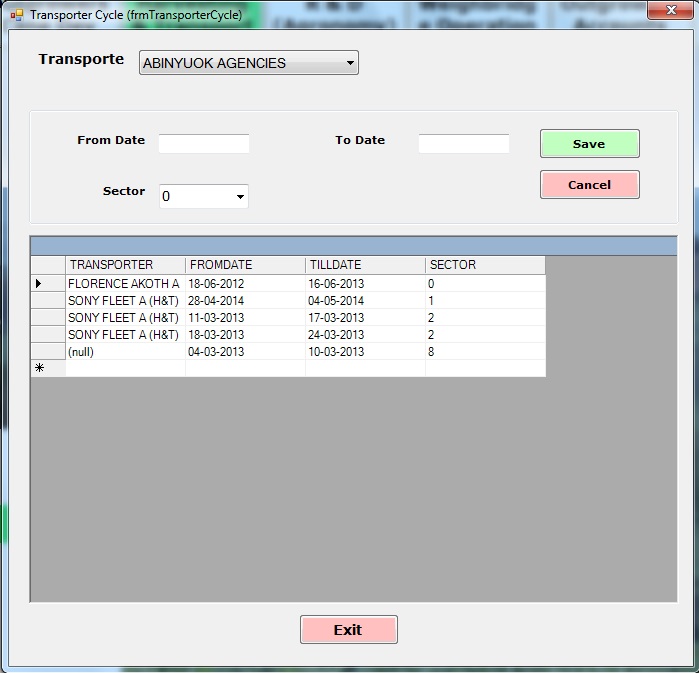 Transporter Cycle (frmTransporterCycle)
Transporte ABINYUOK AGENCIES
From Date To Date Save
Sector 0 Cancel
TRANSPORTER FROMDATE TILLDATE SECTOR
FLORENCE AKOTH A 18-06-2012 16-06-2013 0
SONY FLEET A (H&T) 28-04-2014 04-05-2014 1
SONY FLEET A (H&T) 11-03-2013 17-03-2013 2
SONY FLEET A (H&T) 18-03-2013 24-03-2013 2
(null) 04-03-2013 10-03-2013 8
Exit